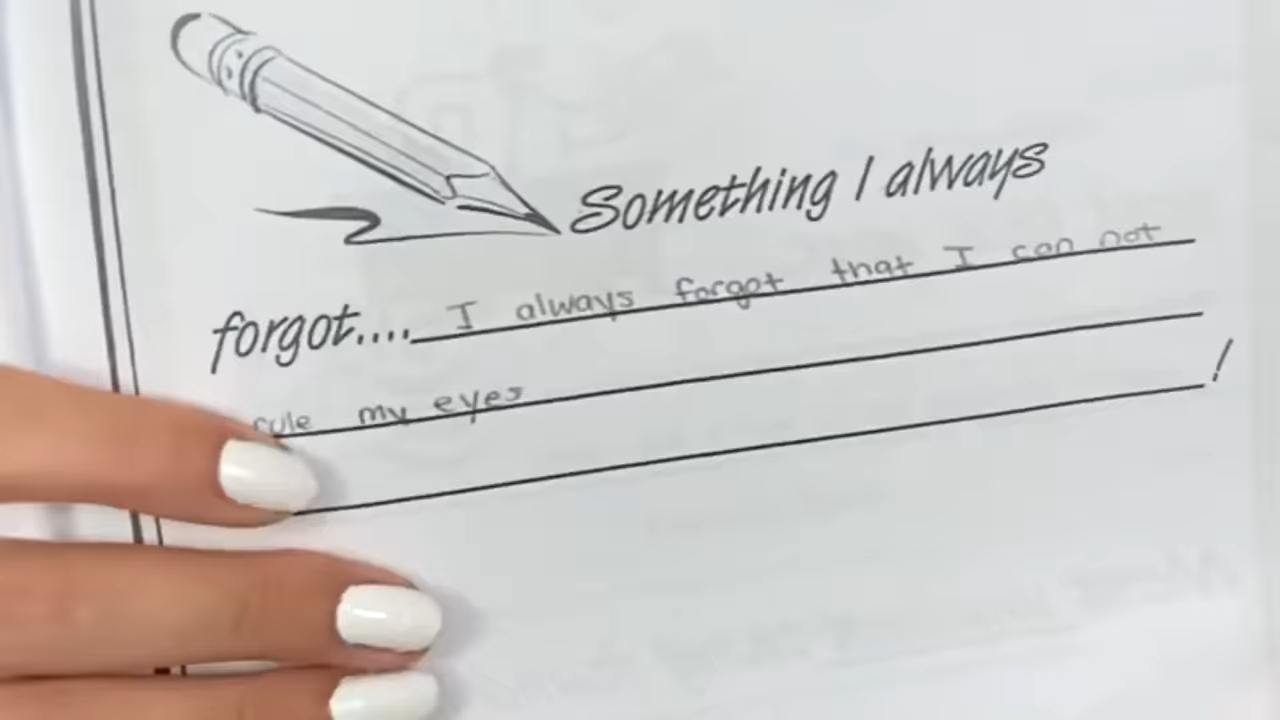 Something I always
forgot.... I always forgot that I can not
rule my eyes
!